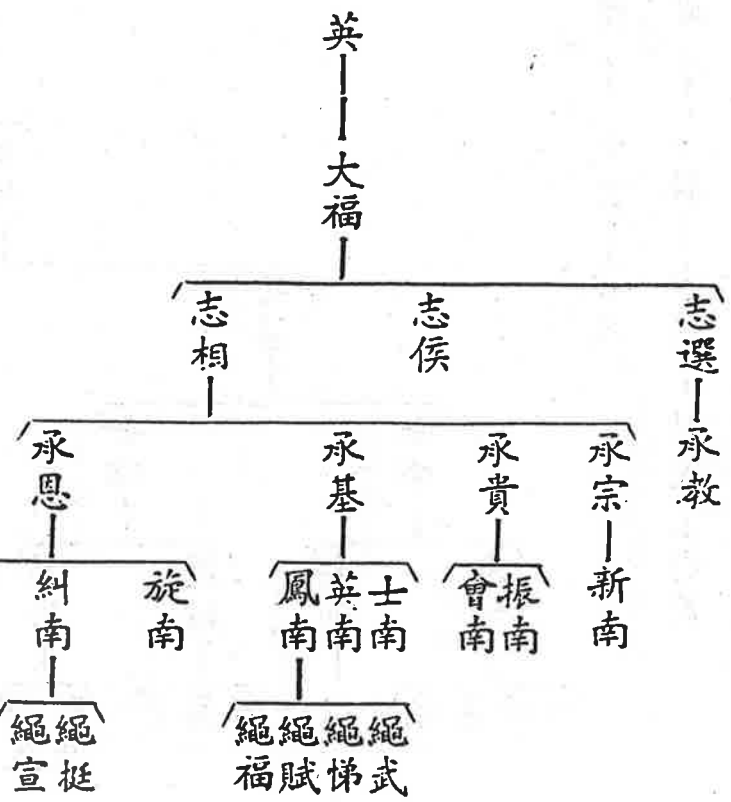 英
大福
志選 志侯 志相
承教 承宗 承貴 承基 承恩
新南 振南 會南 士南 英南 鳳南 旋南 糾南
繩武 繩悌 繩賦 繩福 繩挺 繩宣